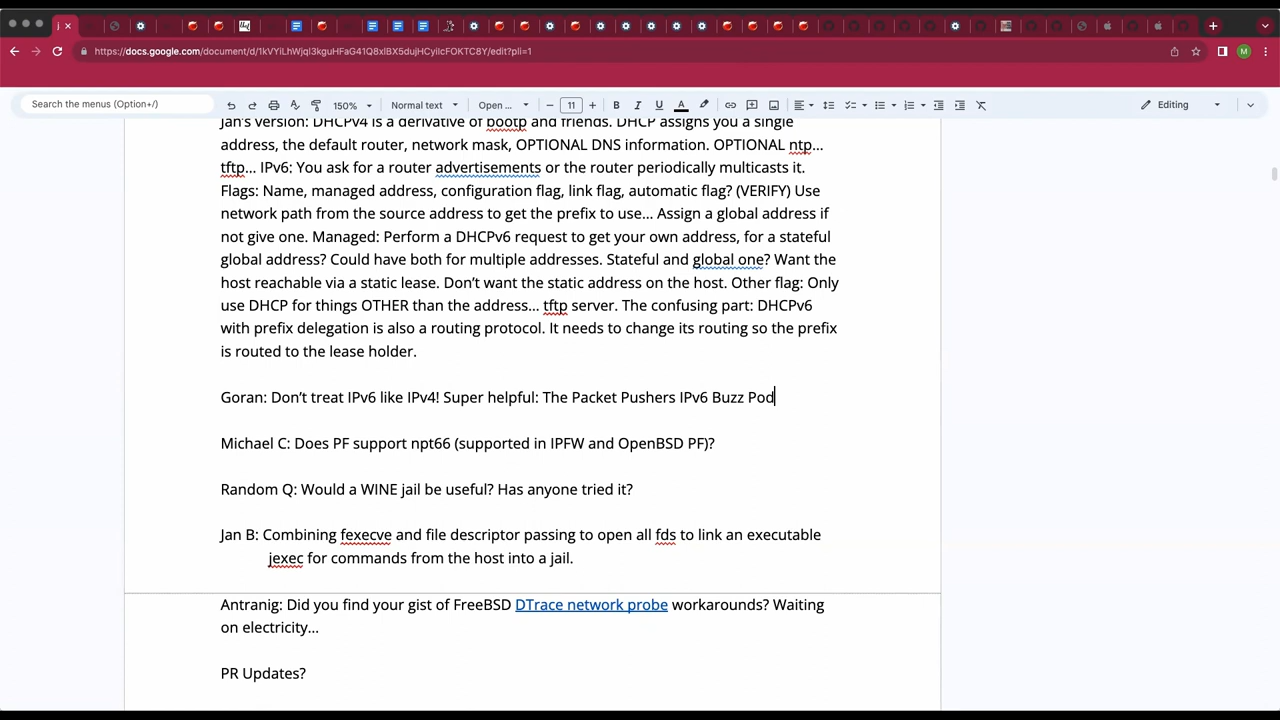 https://docs.google.com/document/d/1kVYiLhWjqI3kguHFaG41Q8xlBX5dujHCyiIcFOKTC8Y/edit?pli=1
M
Search the menus (Option+/)
150%
Normal text
Open ...
11
Editing
Jan's version: DHCPv4 is a derivative of bootp and friends. DHCP assigns you a single
address, the default router, network mask, OPTIONAL DNS information. OPTIONAL ntp…
tftp… IPv6: You ask for a router advertisements or the router periodically multicasts it.
Flags: Name, managed address, configuration flag, link flag, automatic flag? (VERIFY) Use
network path from the source address to get the prefix to use… Assign a global address if
not give one. Managed: Perform a DHCPv6 request to get your own address, for a stateful
global address? Could have both for multiple addresses. Stateful and global one? Want the
host reachable via a static lease. Don't want the static address on the host. Other flag: Only
use DHCP for things OTHER than the address… tftp server. The confusing part: DHCPv6
with prefix delegation is also a routing protocol. It needs to change its routing so the prefix
is routed to the lease holder.
Goran: Don't treat IPv6 like IPv4! Super helpful: The Packet Pushers IPv6 Buzz Pod
Michael C: Does PF support npt66 (supported in IPFW and OpenBSD PF)?
Random Q: Would a WINE jail be useful? Has anyone tried it?
Jan B: Combining fexecve and file descriptor passing to open all fds to link an executable
jexec for commands from the host into a jail.
Antranig: Did you find your gist of FreeBSD DTrace network probe workarounds? Waiting
on electricity…
PR Updates?